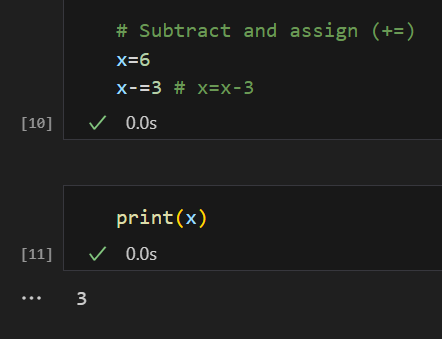 # Subtract and assign (+=)
x=6
x-=3 # x=x-3
[10]
0.0s
print(x)
[11]
0.0s
... 3